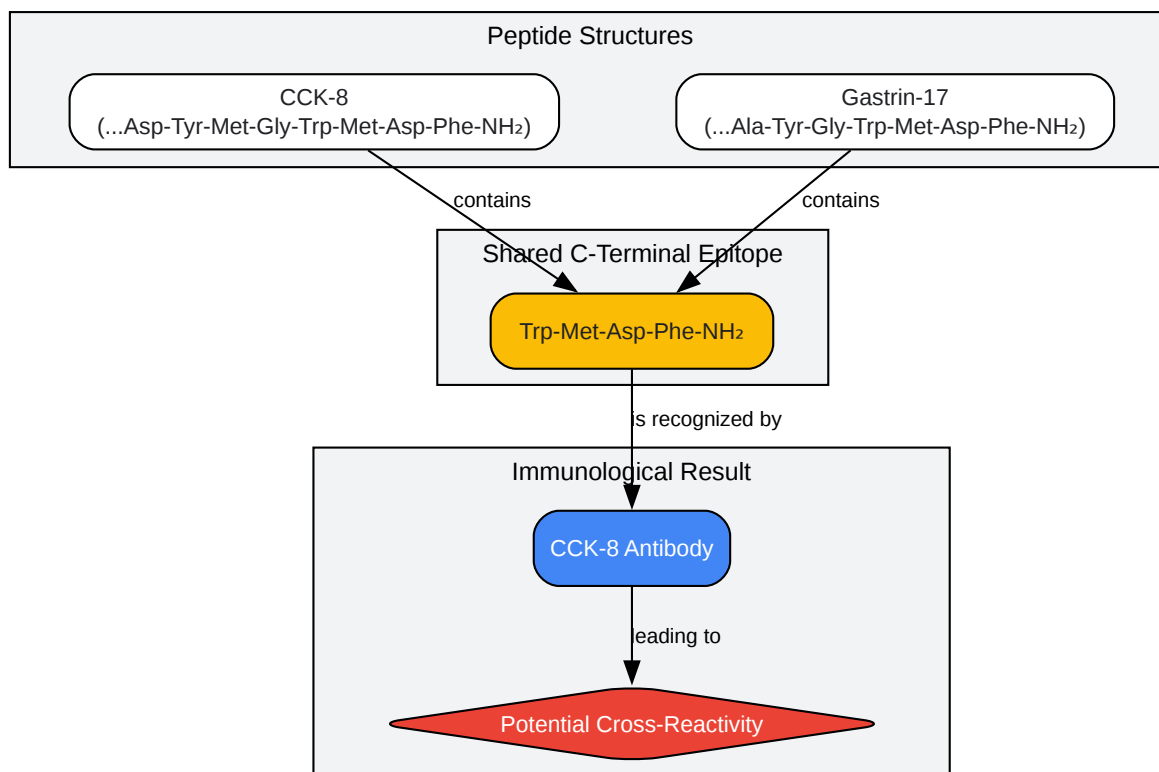 Peptide Structures
CCK-8
(...Asp-Tyr-Met-Gly-Trp-Met-Asp-Phe-NH₂)
Gastrin-17
(...Ala-Tyr-Gly-Trp-Met-Asp-Phe-NH₂)
contains
contains
Shared C-Terminal Epitope
Trp-Met-Asp-Phe-NH₂
is recognized by
Immunological Result
CCK-8 Antibody
leading to
Potential Cross-Reactivity